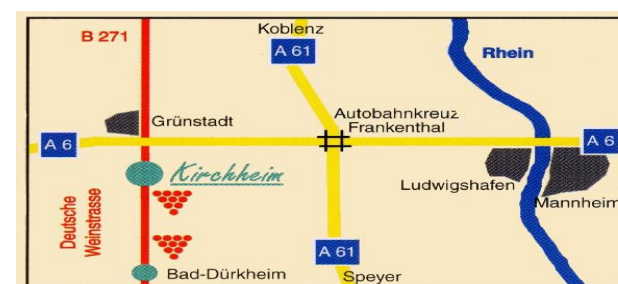 Koblenz
B 271
A 61
Rhein
Grünstadt
Autobahnkreuz
Frankenthal
A 6
A 6
Kirchheim
Ludwigshafen
Mannheim
Deutsche
Weinstrasse
A 61
Bad-Dürkheim
Speyer